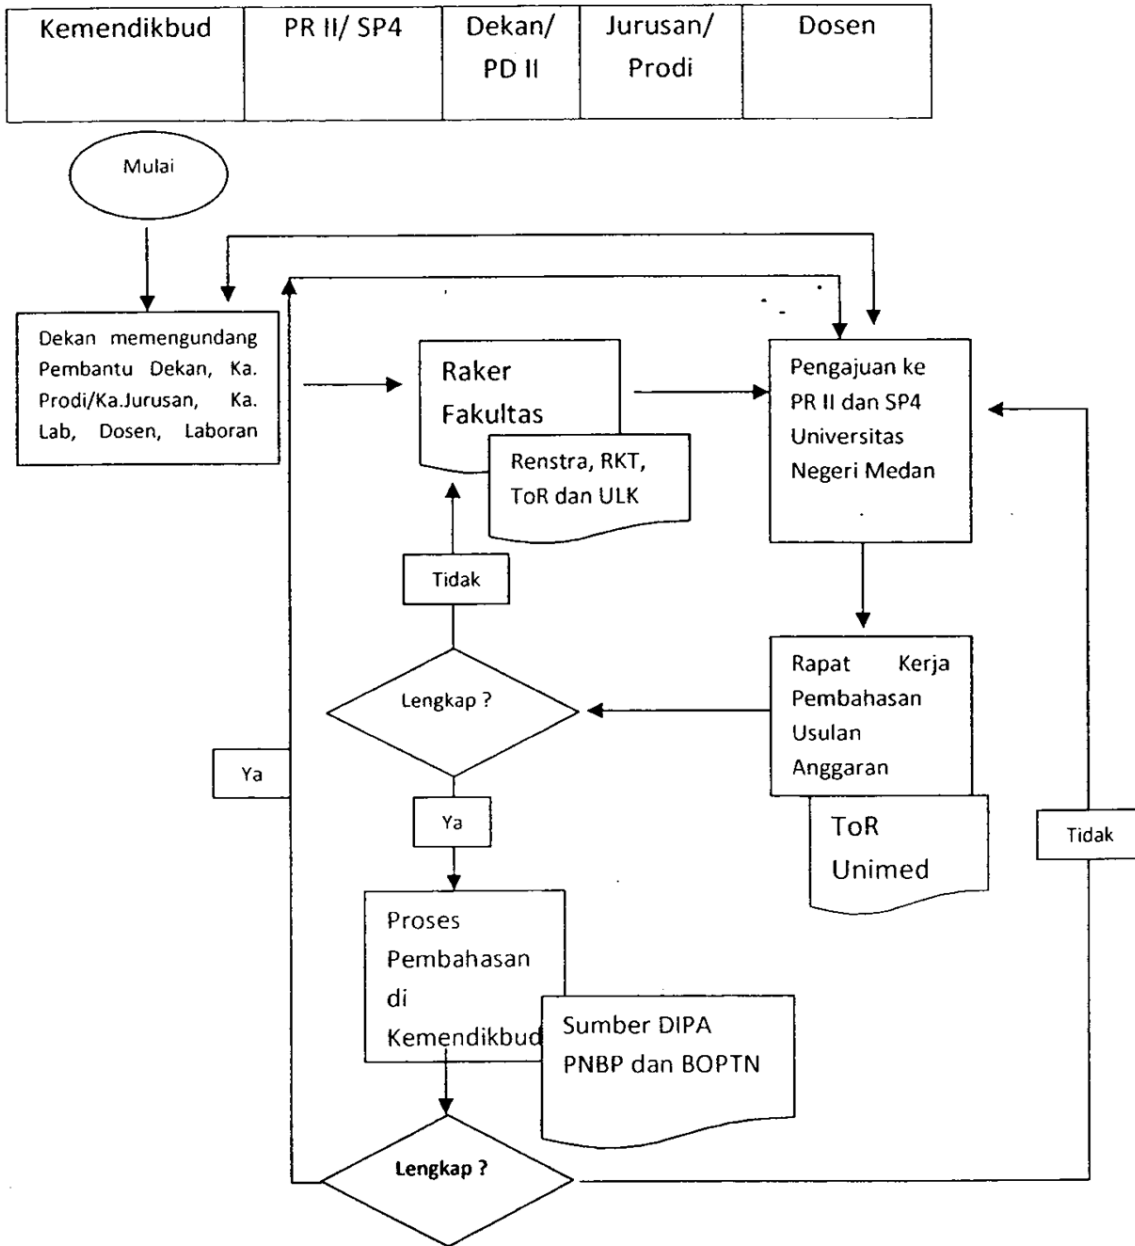 Kemendikbud
PR II/ SP4
Dekan/
PD II
Jurusan/
Prodi
Dosen
Mulai
Dekan memengundang
Pembantu Dekan, Ka.
Prodi/Ka.Jurusan, Ka.
Lab, Dosen, Laboran
Raker
Fakultas
Renstra, RKT,
ToR dan ULK
Pengajuan ke
PR II dan SP4
Universitas
Negeri Medan
Tidak
Rapat Kerja
Pembahasan
Usulan
Anggaran
Lengkap ?
Ya
Ya
ToR
Unimed
Tidak
Proses
Pembahasan
di
Kemendikbud
Sumber DIPA
PNBP dan BOPTN
Lengkap ?